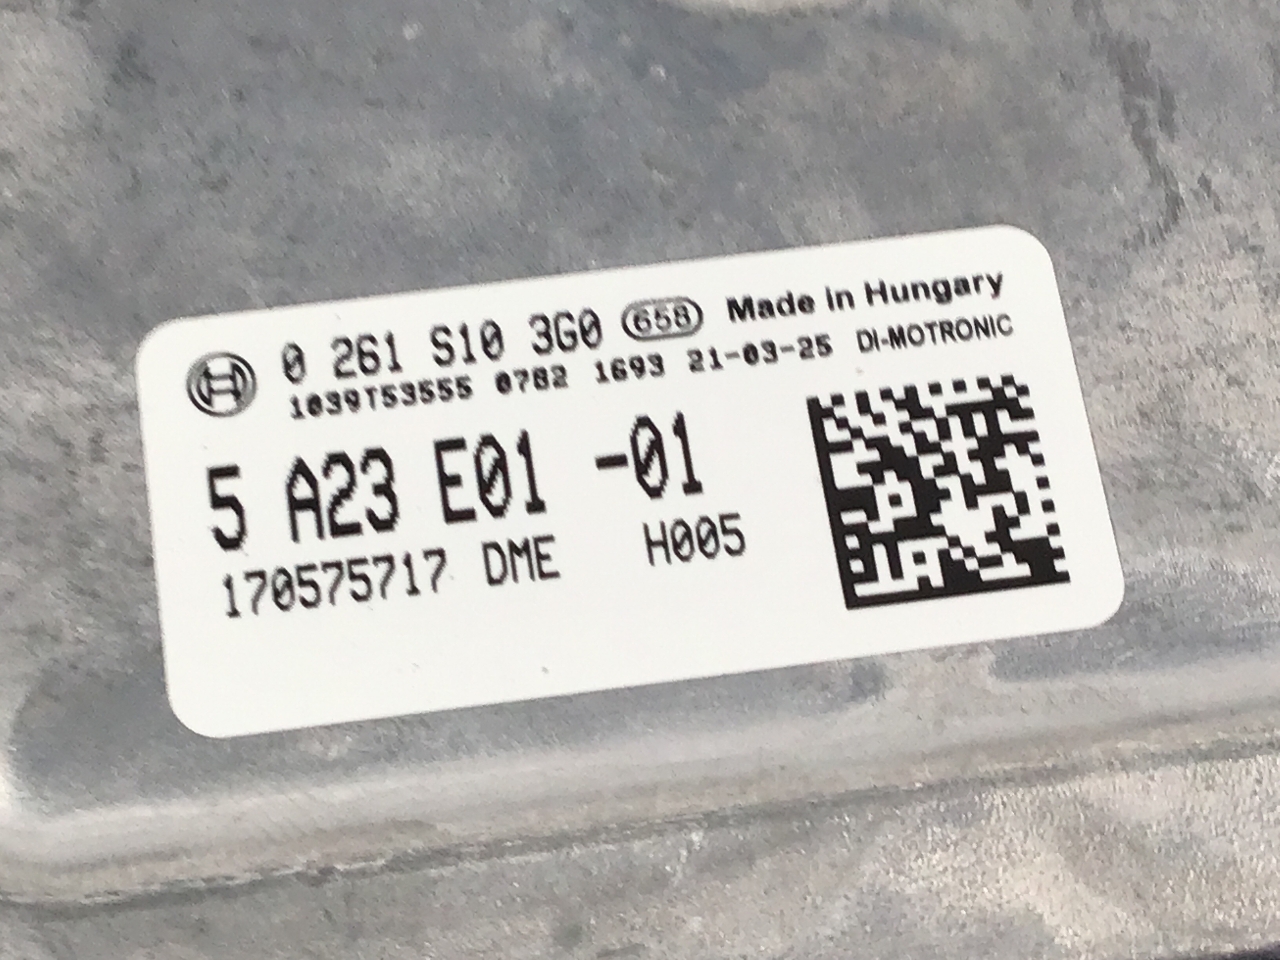 0 261 S10 3G0 658 Made in Hungary
1039T53555 0782 1693 21-03-25 DI-MOTRONIC
5 A23 E01 -01
170575717 DME H005